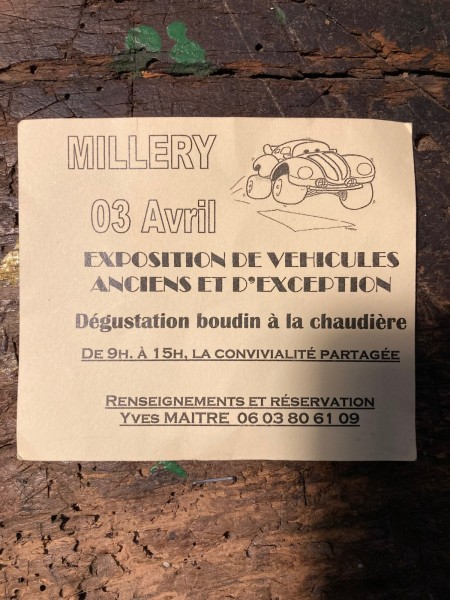 MILLERY
03 Avril
EXPOSITION DE VEHICULES
ANCIENS ET D'EXCEPTION
Dégustation boudin à la chaudière
DE 9H. À 15H, LA CONVIVIALITÉ PARTAGÉE
RENSEIGNEMENTS ET RÉSERVATION
YVES MAITRE 06 03 80 61 09